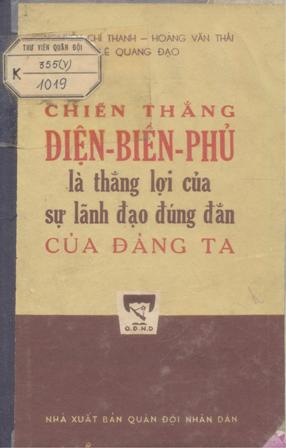 CHÍ THANH — HOÀNG VĂN THÁI
LÊ QUANG ĐẠO
THƯ VIỆN QUÂN ĐỘI
K
355(V)
1019
CHIẾN THẮNG
ĐIỆN-BIÊN-PHỦ
là thắng lợi của
sự lãnh đạo đúng đắn
CỦA ĐẢNG TA
Q.Đ.N.D
NHÀ XUẤT BẢN QUÂN ĐỘI NHÂN DÂN